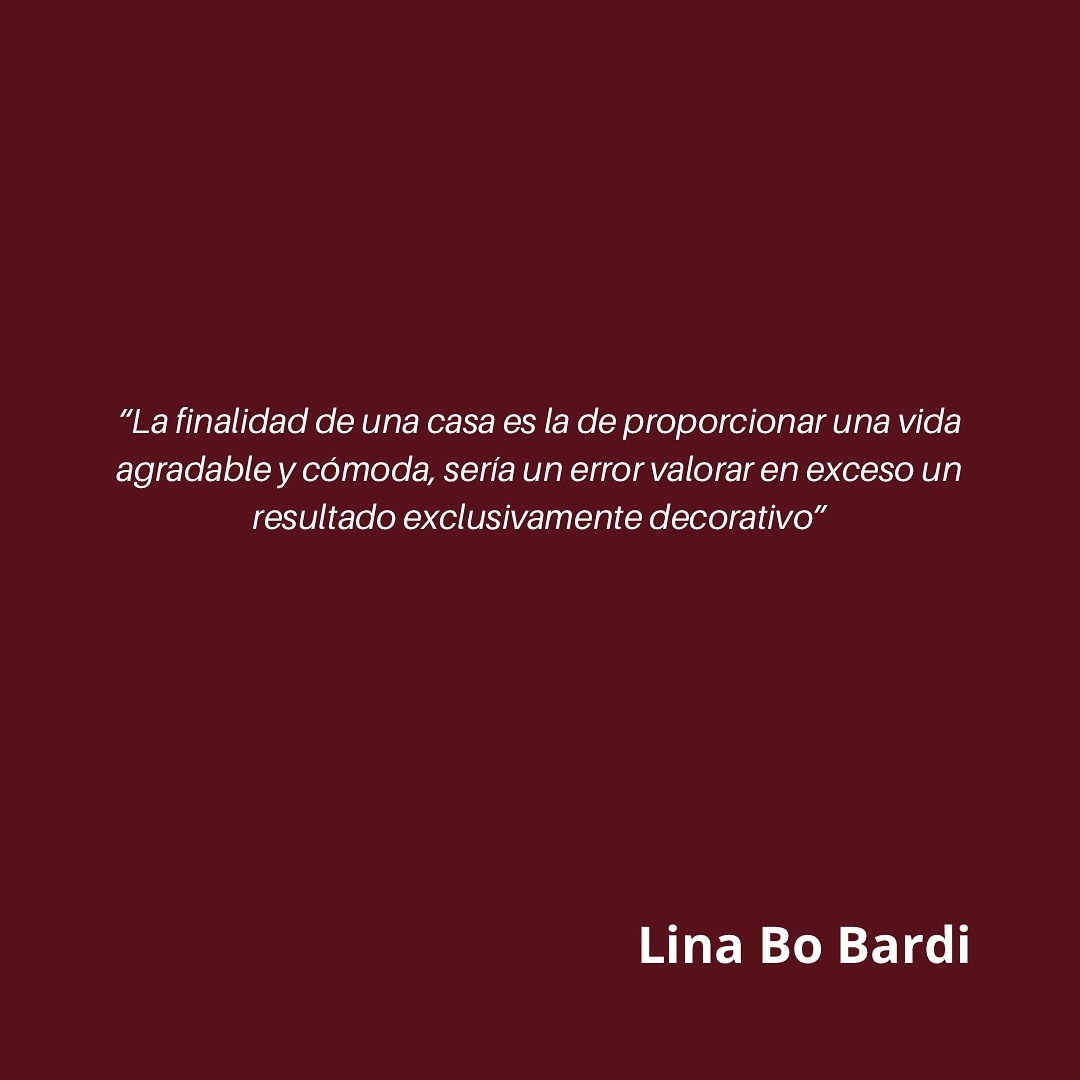 “La finalidad de una casa es la de proporcionar una vida
agradable y cómoda, sería un error valorar en exceso un
resultado exclusivamente decorativo”
Lina Bo Bardi